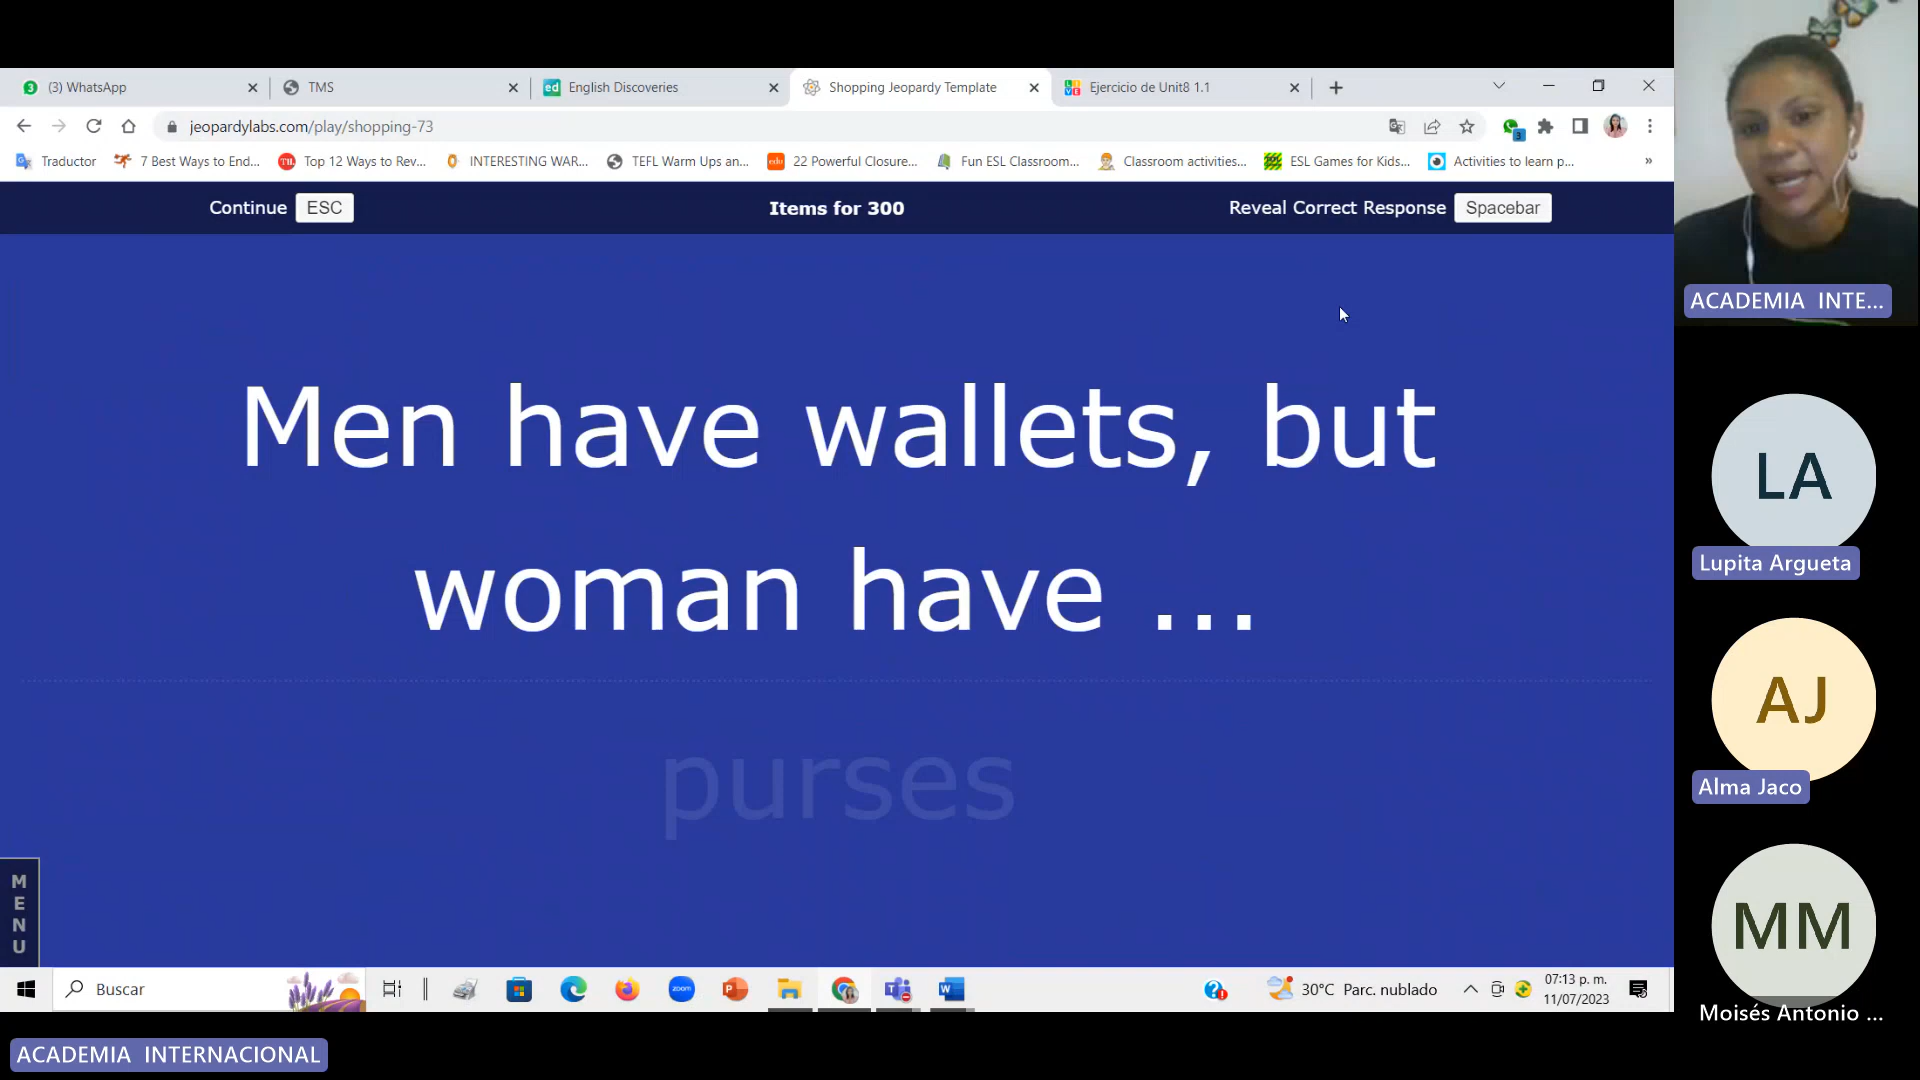 (3) WhatsApp
TMS
English Discoveries
Shopping Jeopardy Template
Ejercicio de Unit8 1.1
jeopardylabs.com/play/shopping-73
Traductor
7 Best Ways to End...
Top 12 Ways to Rev...
INTERESTING WAR...
TEFL Warm Ups an...
22 Powerful Closure...
Fun ESL Classroom...
Classroom activities...
ESL Games for Kids...
Activities to learn p...
Continue ESC
Items for 300
Reveal Correct Response Spacebar
Men have wallets, but
woman have ...
purses
MENU
Buscar
30°C Parc. nublado
07:13 p. m.
11/07/2023
ACADEMIA INTE...
LA
Lupita Argueta
AJ
Alma Jaco
MM
Moisés Antonio ...
ACADEMIA INTERNACIONAL